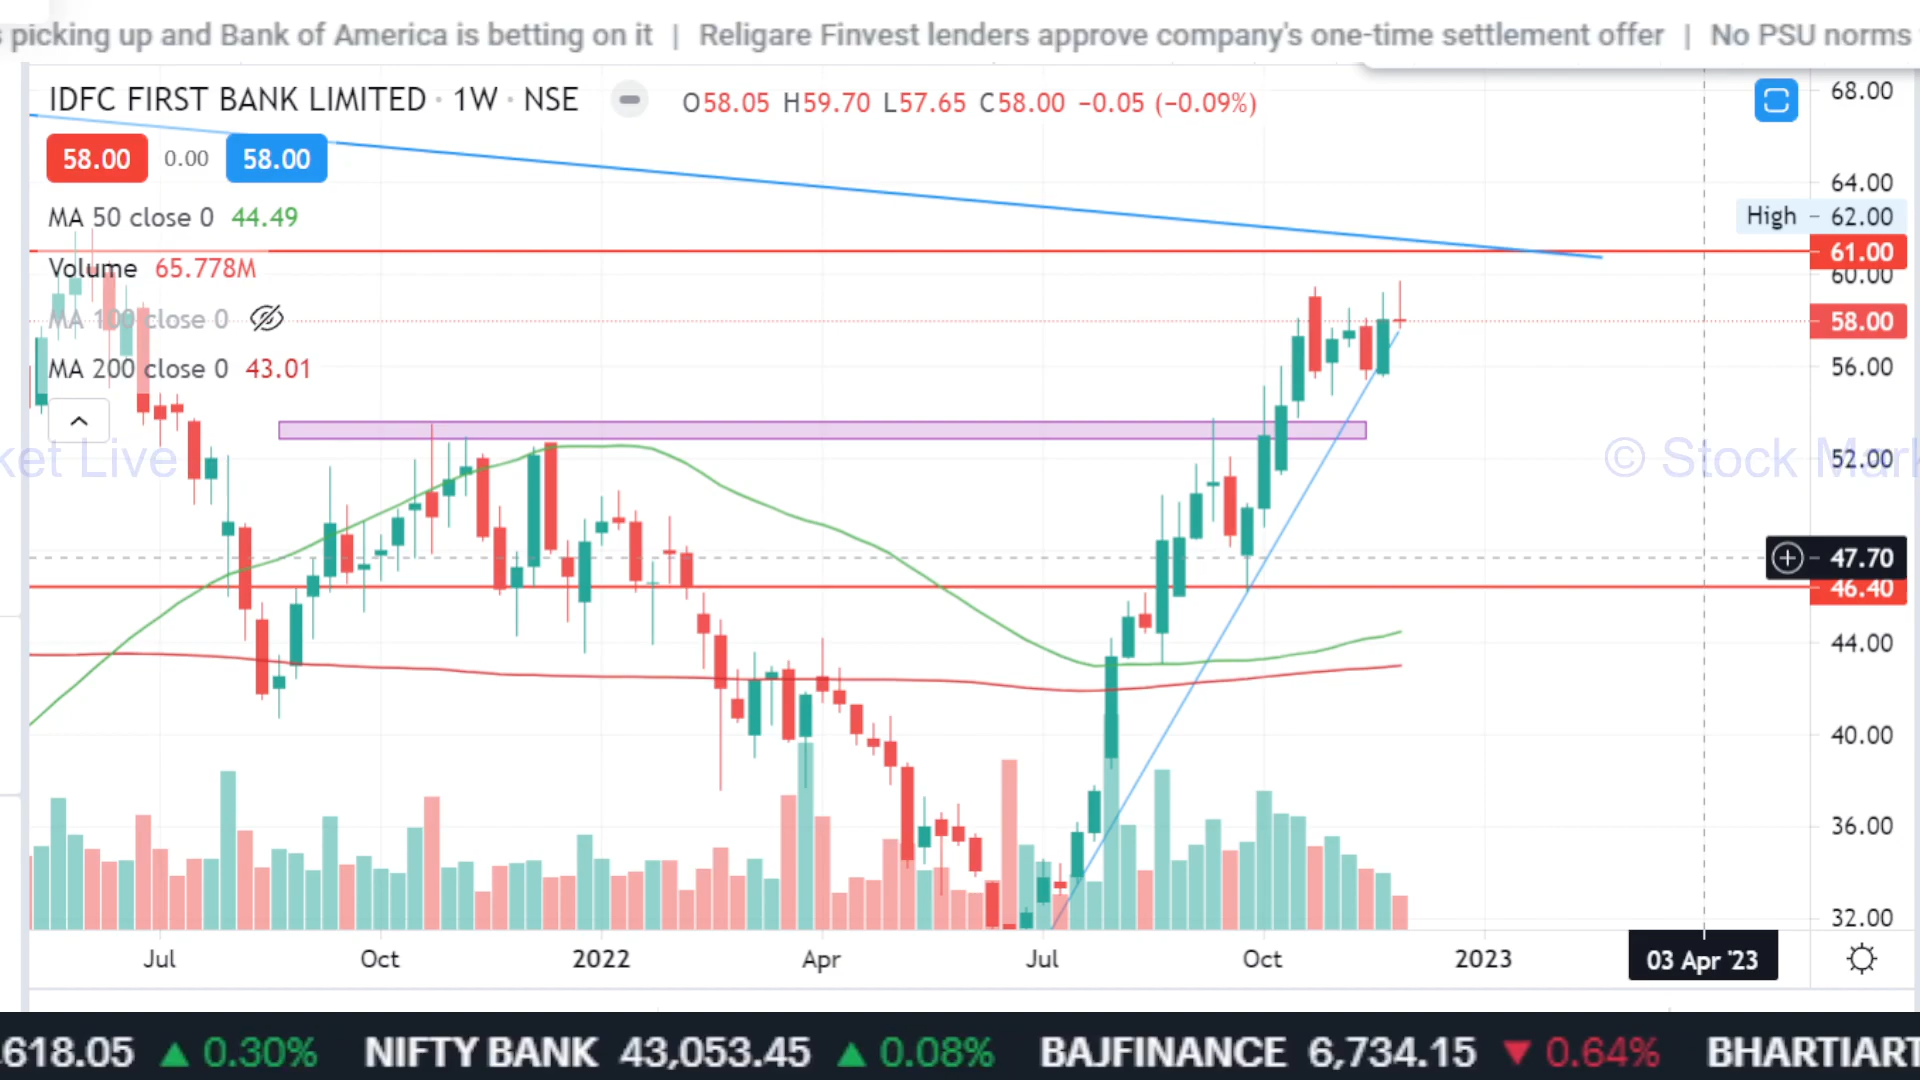 picking up and Bank of America is betting on it | Religare Finvest lenders approve company's one-time settlement offer | No PSU norms
IDFC FIRST BANK LIMITED · 1W · NSE O58.05 H59.70 L57.65 C58.00 −0.05 (−0.09%)
68.00
58.00 0.00 58.00
64.00
MA 50 close 0 44.49
High 62.00
61.00
Volume 65.778M
60.00
MA 100 close 0
58.00
MA 200 close 0 43.01
56.00
ket Live
© Stock Mark
52.00
47.70
46.40
44.00
40.00
36.00
32.00
Jul Oct 2022 Apr Jul Oct 2023 03 Apr '23
618.05 ▲ 0.30% NIFTY BANK 43,053.45 ▲ 0.08% BAJFINANCE 6,734.15 ▼ 0.64% BHARTIART